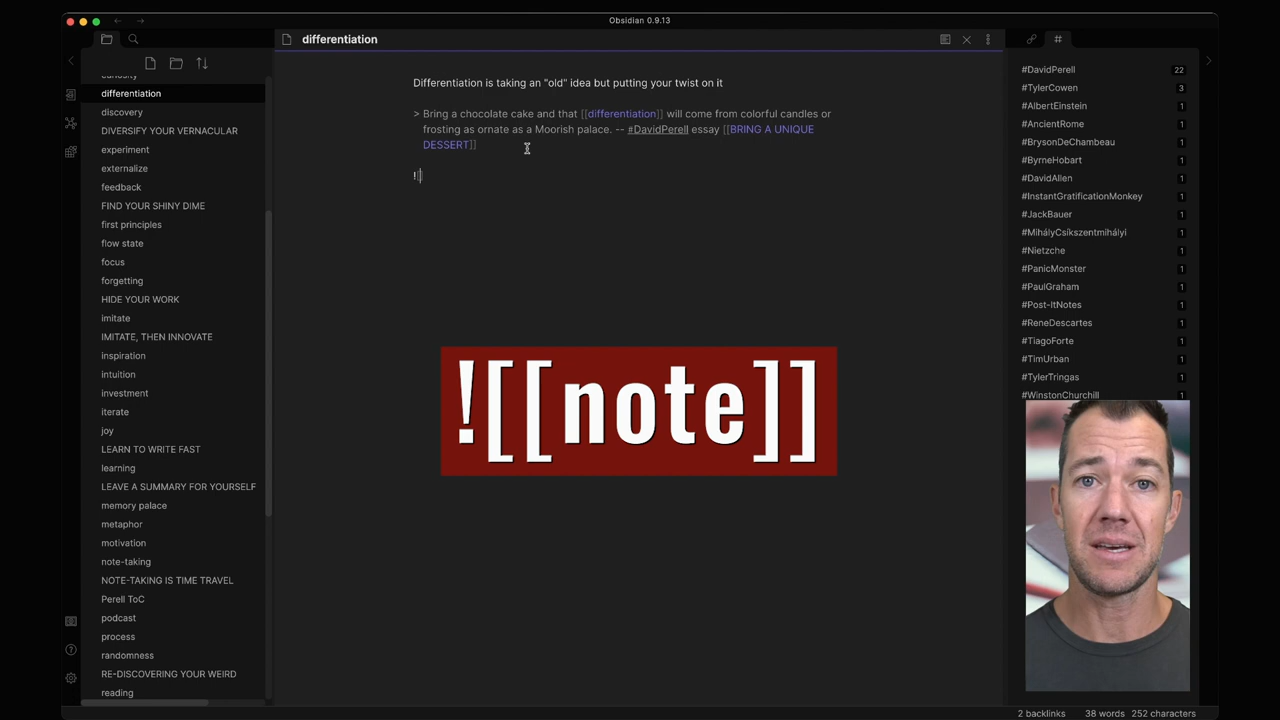 Obsidian 0.9.13
differentiation
curiosity
differentiation
discovery
DIVERSIFY YOUR VERNACULAR
experiment
externalize
feedback
FIND YOUR SHINY DIME
first principles
flow state
focus
forgetting
HIDE YOUR WORK
imitate
IMITATE, THEN INNOVATE
inspiration
intuition
investment
iterate
joy
LEARN TO WRITE FAST
learning
LEAVE A SUMMARY FOR YOURSELF
memory palace
metaphor
motivation
note-taking
NOTE-TAKING IS TIME TRAVEL
Perell ToC
podcast
process
randomness
RE-DISCOVERING YOUR WEIRD
reading
Differentiation is taking an "old" idea but putting your twist on it
> Bring a chocolate cake and that [[differentiation]] will come from colorful candles or
frosting as ornate as a Moorish palace. -- #DavidPerell essay [[BRING A UNIQUE
DESSERT]]
!
![[note]]
#
#DavidPerell 22
#TylerCowen 3
#AlbertEinstein 1
#AncientRome 1
#BrysonDeChambeau 1
#ByrneHobart 1
#DavidAllen 1
#InstantGratificationMonkey 1
#JackBauer 1
#MihályCsíkszentmihályi 1
#Nietzche 1
#PanicMonster 1
#PaulGraham 1
#Post-ItNotes 1
#ReneDescartes 1
#TiagoForte 1
#TimUrban 1
#TylerTringas 1
#WinstonChurchill 1
2 backlinks 38 words 252 characters